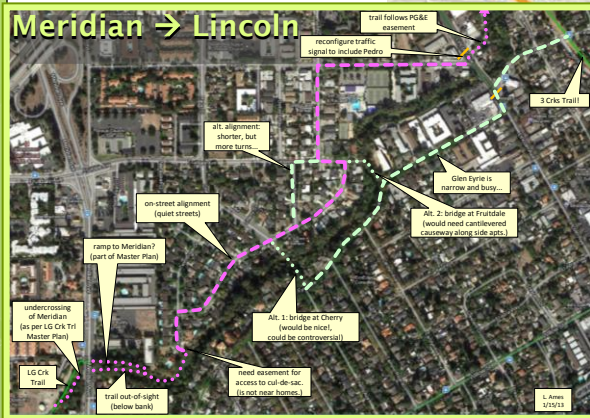 Meridian → Lincoln
trail follows PG&E
easement
reconfigure traffic
signal to include Pedro
3 Crks Trail!
alt. alignment:
shorter, but
more turns...
Glen Eyrie is
narrow and busy...
on-street alignment
(quiet streets)
Alt. 2: bridge at Fruitdale
(would need cantilevered
causeway along side apts.)
ramp to Meridian?
(part of Master Plan)
undercrossing
of Meridian
(as per LG Crk Trl
Master Plan)
Alt. 1: bridge at Cherry
(would be nice!,
could be controversial)
LG Crk
Trail
need easement for
access to cul-de-sac.
(is not near homes.)
trail out-of-sight
(below bank)
L. Ames
1/15/13